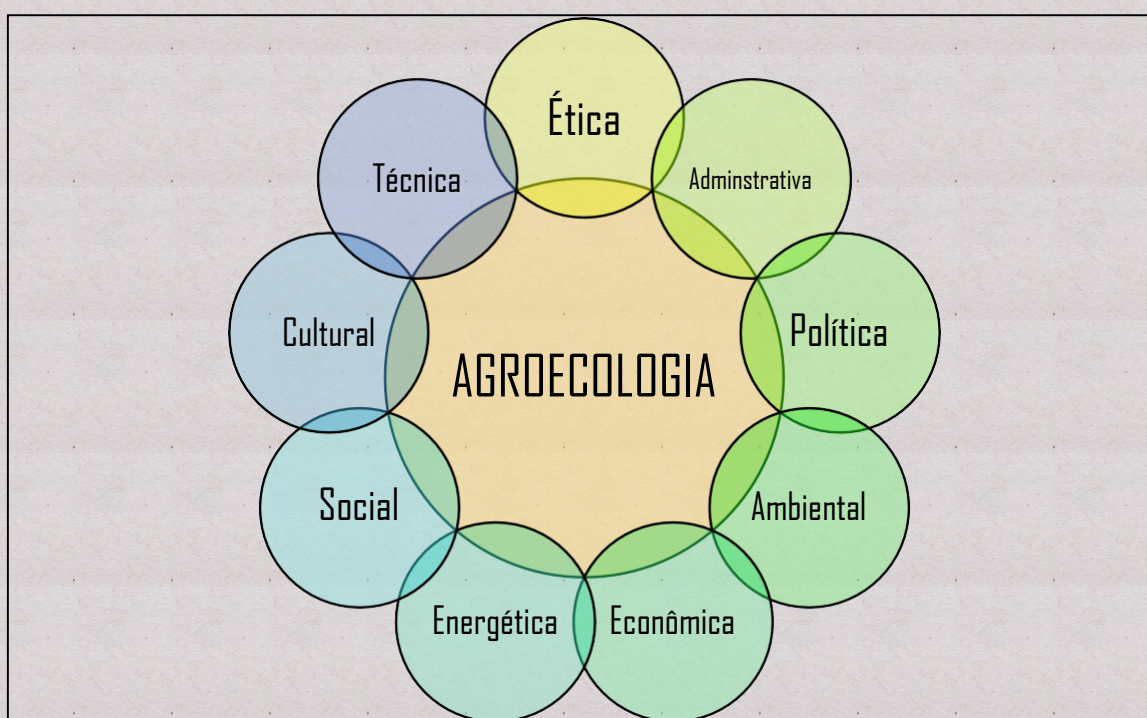 Ética
Adminstrativa
Política
Ambiental
Econômica
Energética
Social
Cultural
Técnica
AGROECOLOGIA